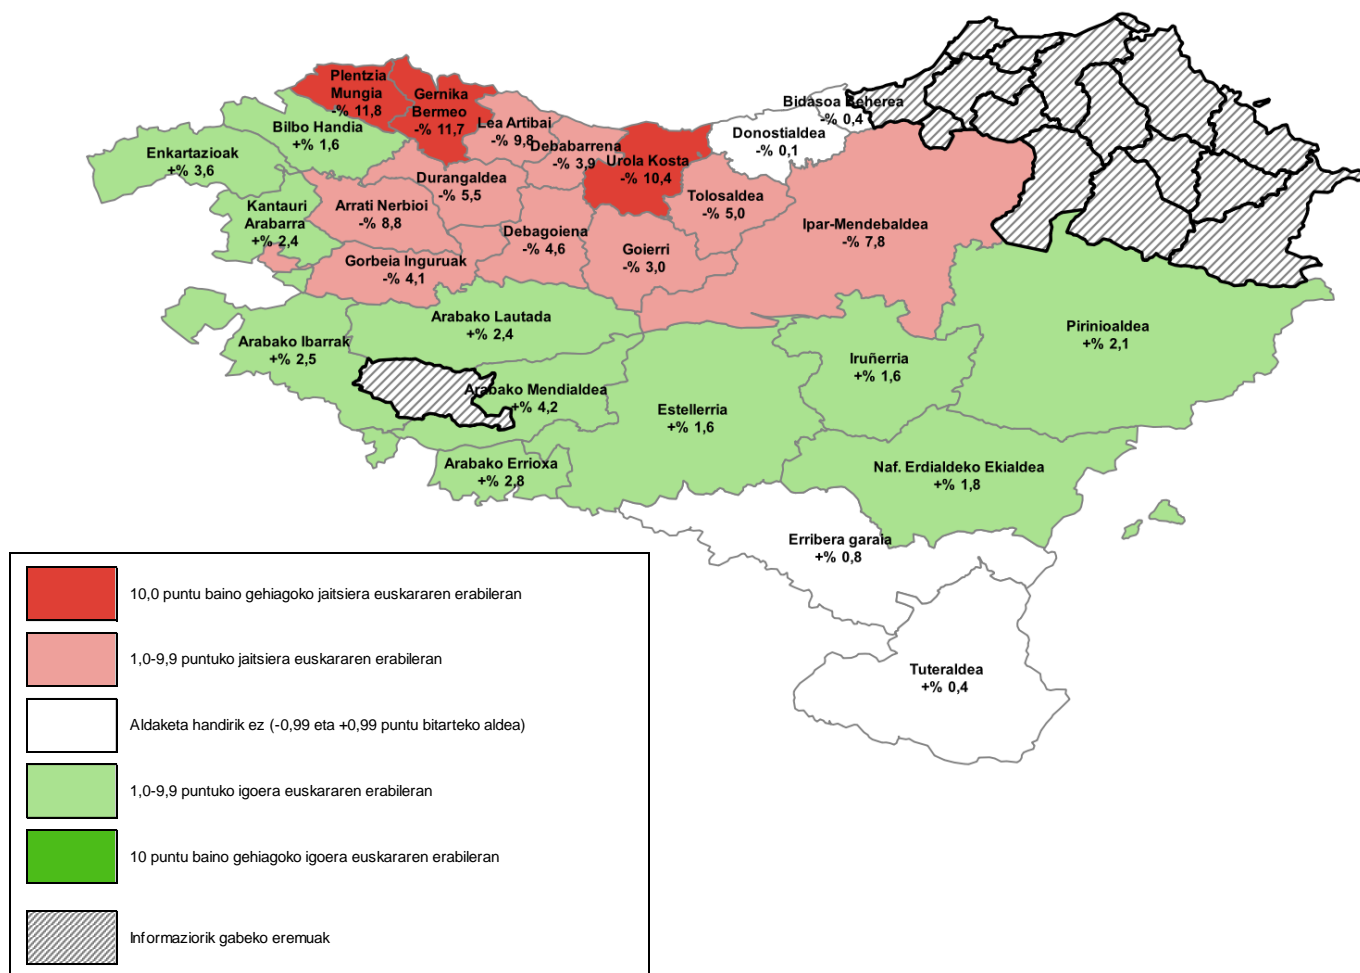 Plentzia
Mungia
-% 11,8
Gernika
Bermeo
-% 11,7
Lea Artibai
-% 9,8
Debabarrena
-% 3,9
Urola Kosta
-% 10,4
Donostialdea
-% 0,1
Bidasoa Beherea
-% 0,4
Bilbo Handia
+% 1,6
Enkartazioak
+% 3,6
Kantauri
Arabarra
+% 2,4
Arrati Nerbioi
-% 8,8
Durangaldea
-% 5,5
Debagoiena
-% 4,6
Tolosaldea
-% 5,0
Goierri
-% 3,0
Ipar-Mendebaldea
-% 7,8
Gorbeia Inguruak
-% 4,1
Arabako Lautada
+% 2,4
Arabako Ibarrak
+% 2,5
Arabako Mendialdea
+% 4,2
Arabako Errioxa
+% 2,8
Estellerria
+% 1,6
Iruñerria
+% 1,6
Pirinioaldea
+% 2,1
Naf. Erdialdeko Ekialdea
+% 1,8
Erribera garaia
+% 0,8
Tuteraldea
+% 0,4
10,0 puntu baino gehiagoko jaitsiera euskararen erabileran
1,0-9,9 puntuko jaitsiera euskararen erabileran
Aldaketa handirik ez (-0,99 eta +0,99 puntu bitarteko aldea)
1,0-9,9 puntuko igoera euskararen erabileran
10 puntu baino gehiagoko igoera euskararen erabileran
Informaziorik gabeko eremuak